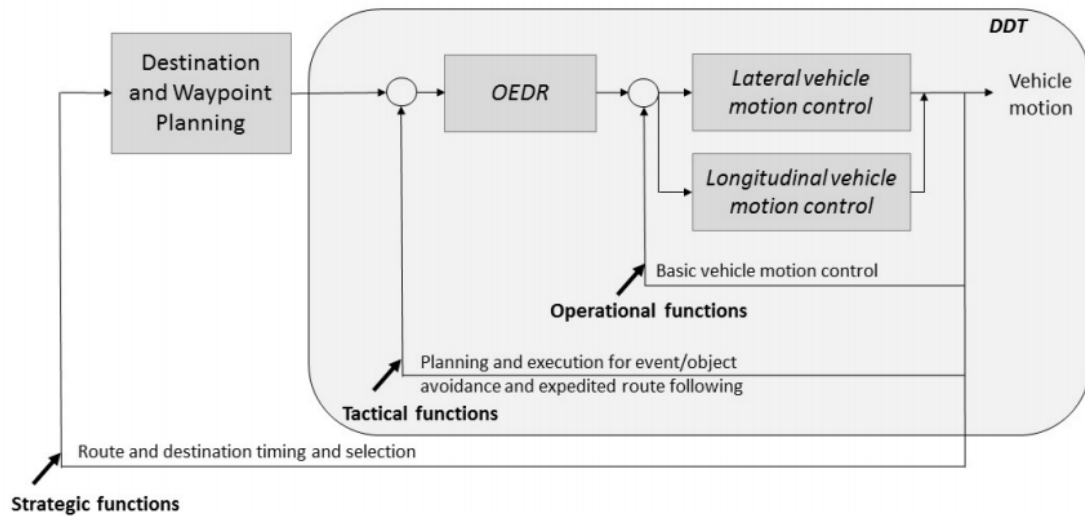 DDT
Destination
and Waypoint
Planning
OEDR
Lateral vehicle
motion control
Vehicle
motion
Longitudinal vehicle
motion control
Basic vehicle motion control
Operational functions
Planning and execution for event/object
avoidance and expedited route following
Tactical functions
Route and destination timing and selection
Strategic functions